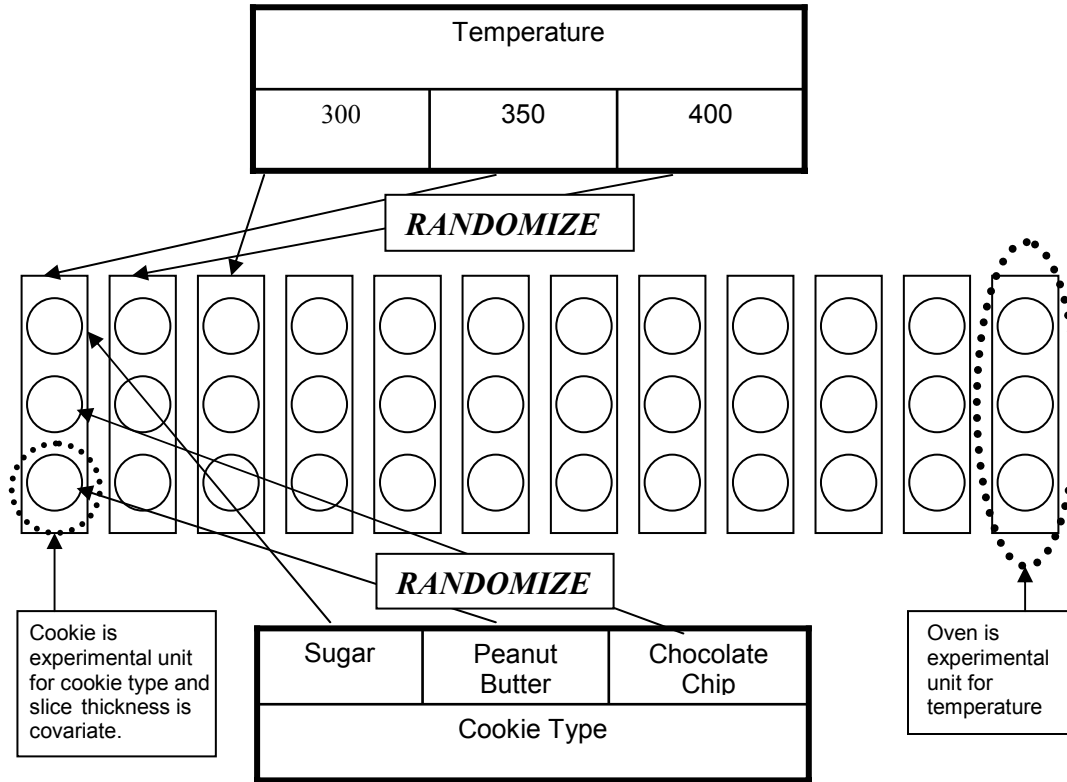 Temperature
300 350 400
RANDOMIZE
RANDOMIZE
Cookie is
experimental unit
for cookie type and
slice thickness is
covariate.
Sugar Peanut Chocolate
Butter Chip
Cookie Type
Oven is
experimental
unit for
temperature